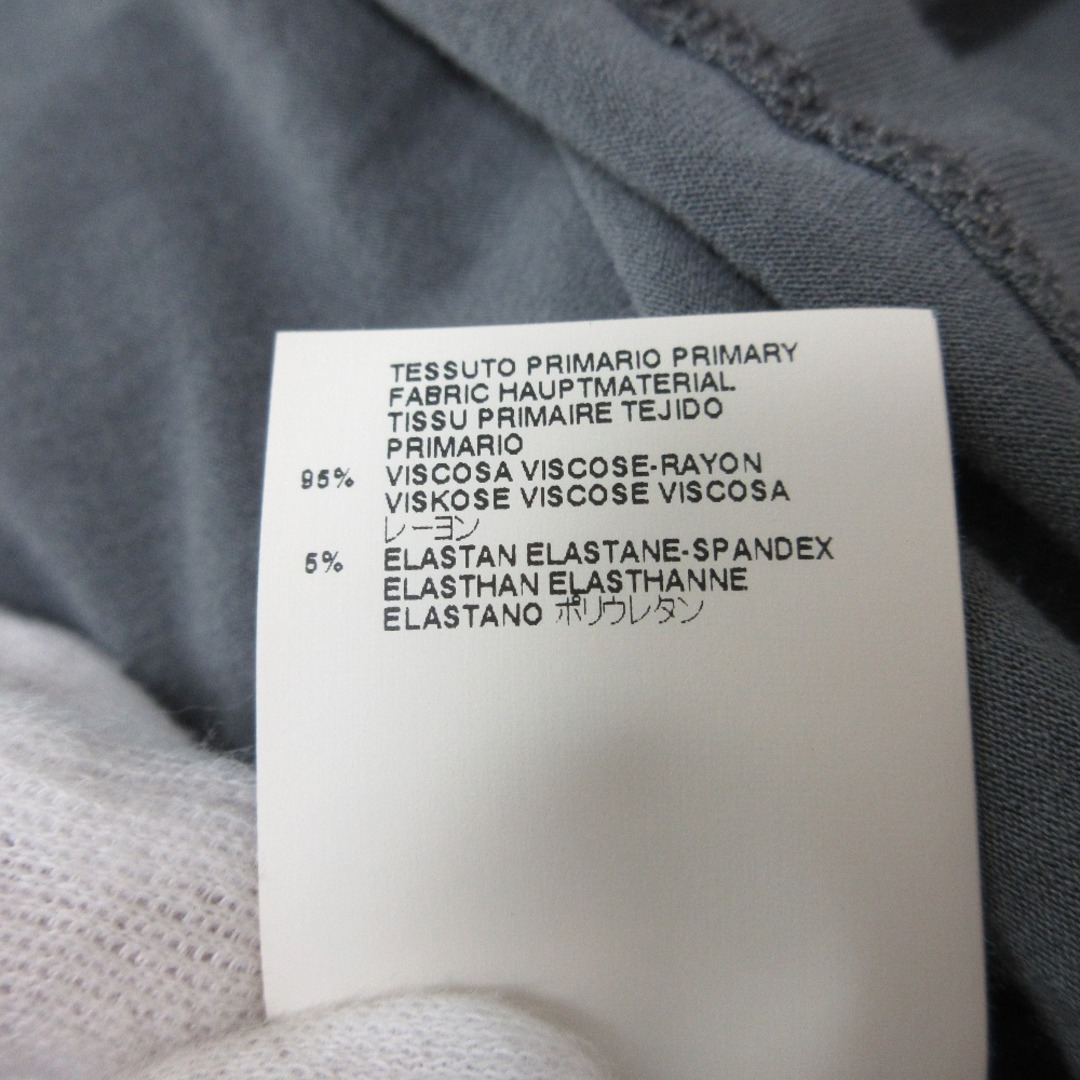 TESSUTO PRIMARIO PRIMARY
FABRIC HAUPTMATERIAL
TISSU PRIMAIRE TEJIDO
PRIMARIO
95% VISCOSA VISCOSE-RAYON
VISKOSE VISCOSE VISCOSA
レーヨン
5% ELASTAN ELASTANE-SPANDEX
ELASTHAN ELASTHANNE
ELASTANO ポリウレタン